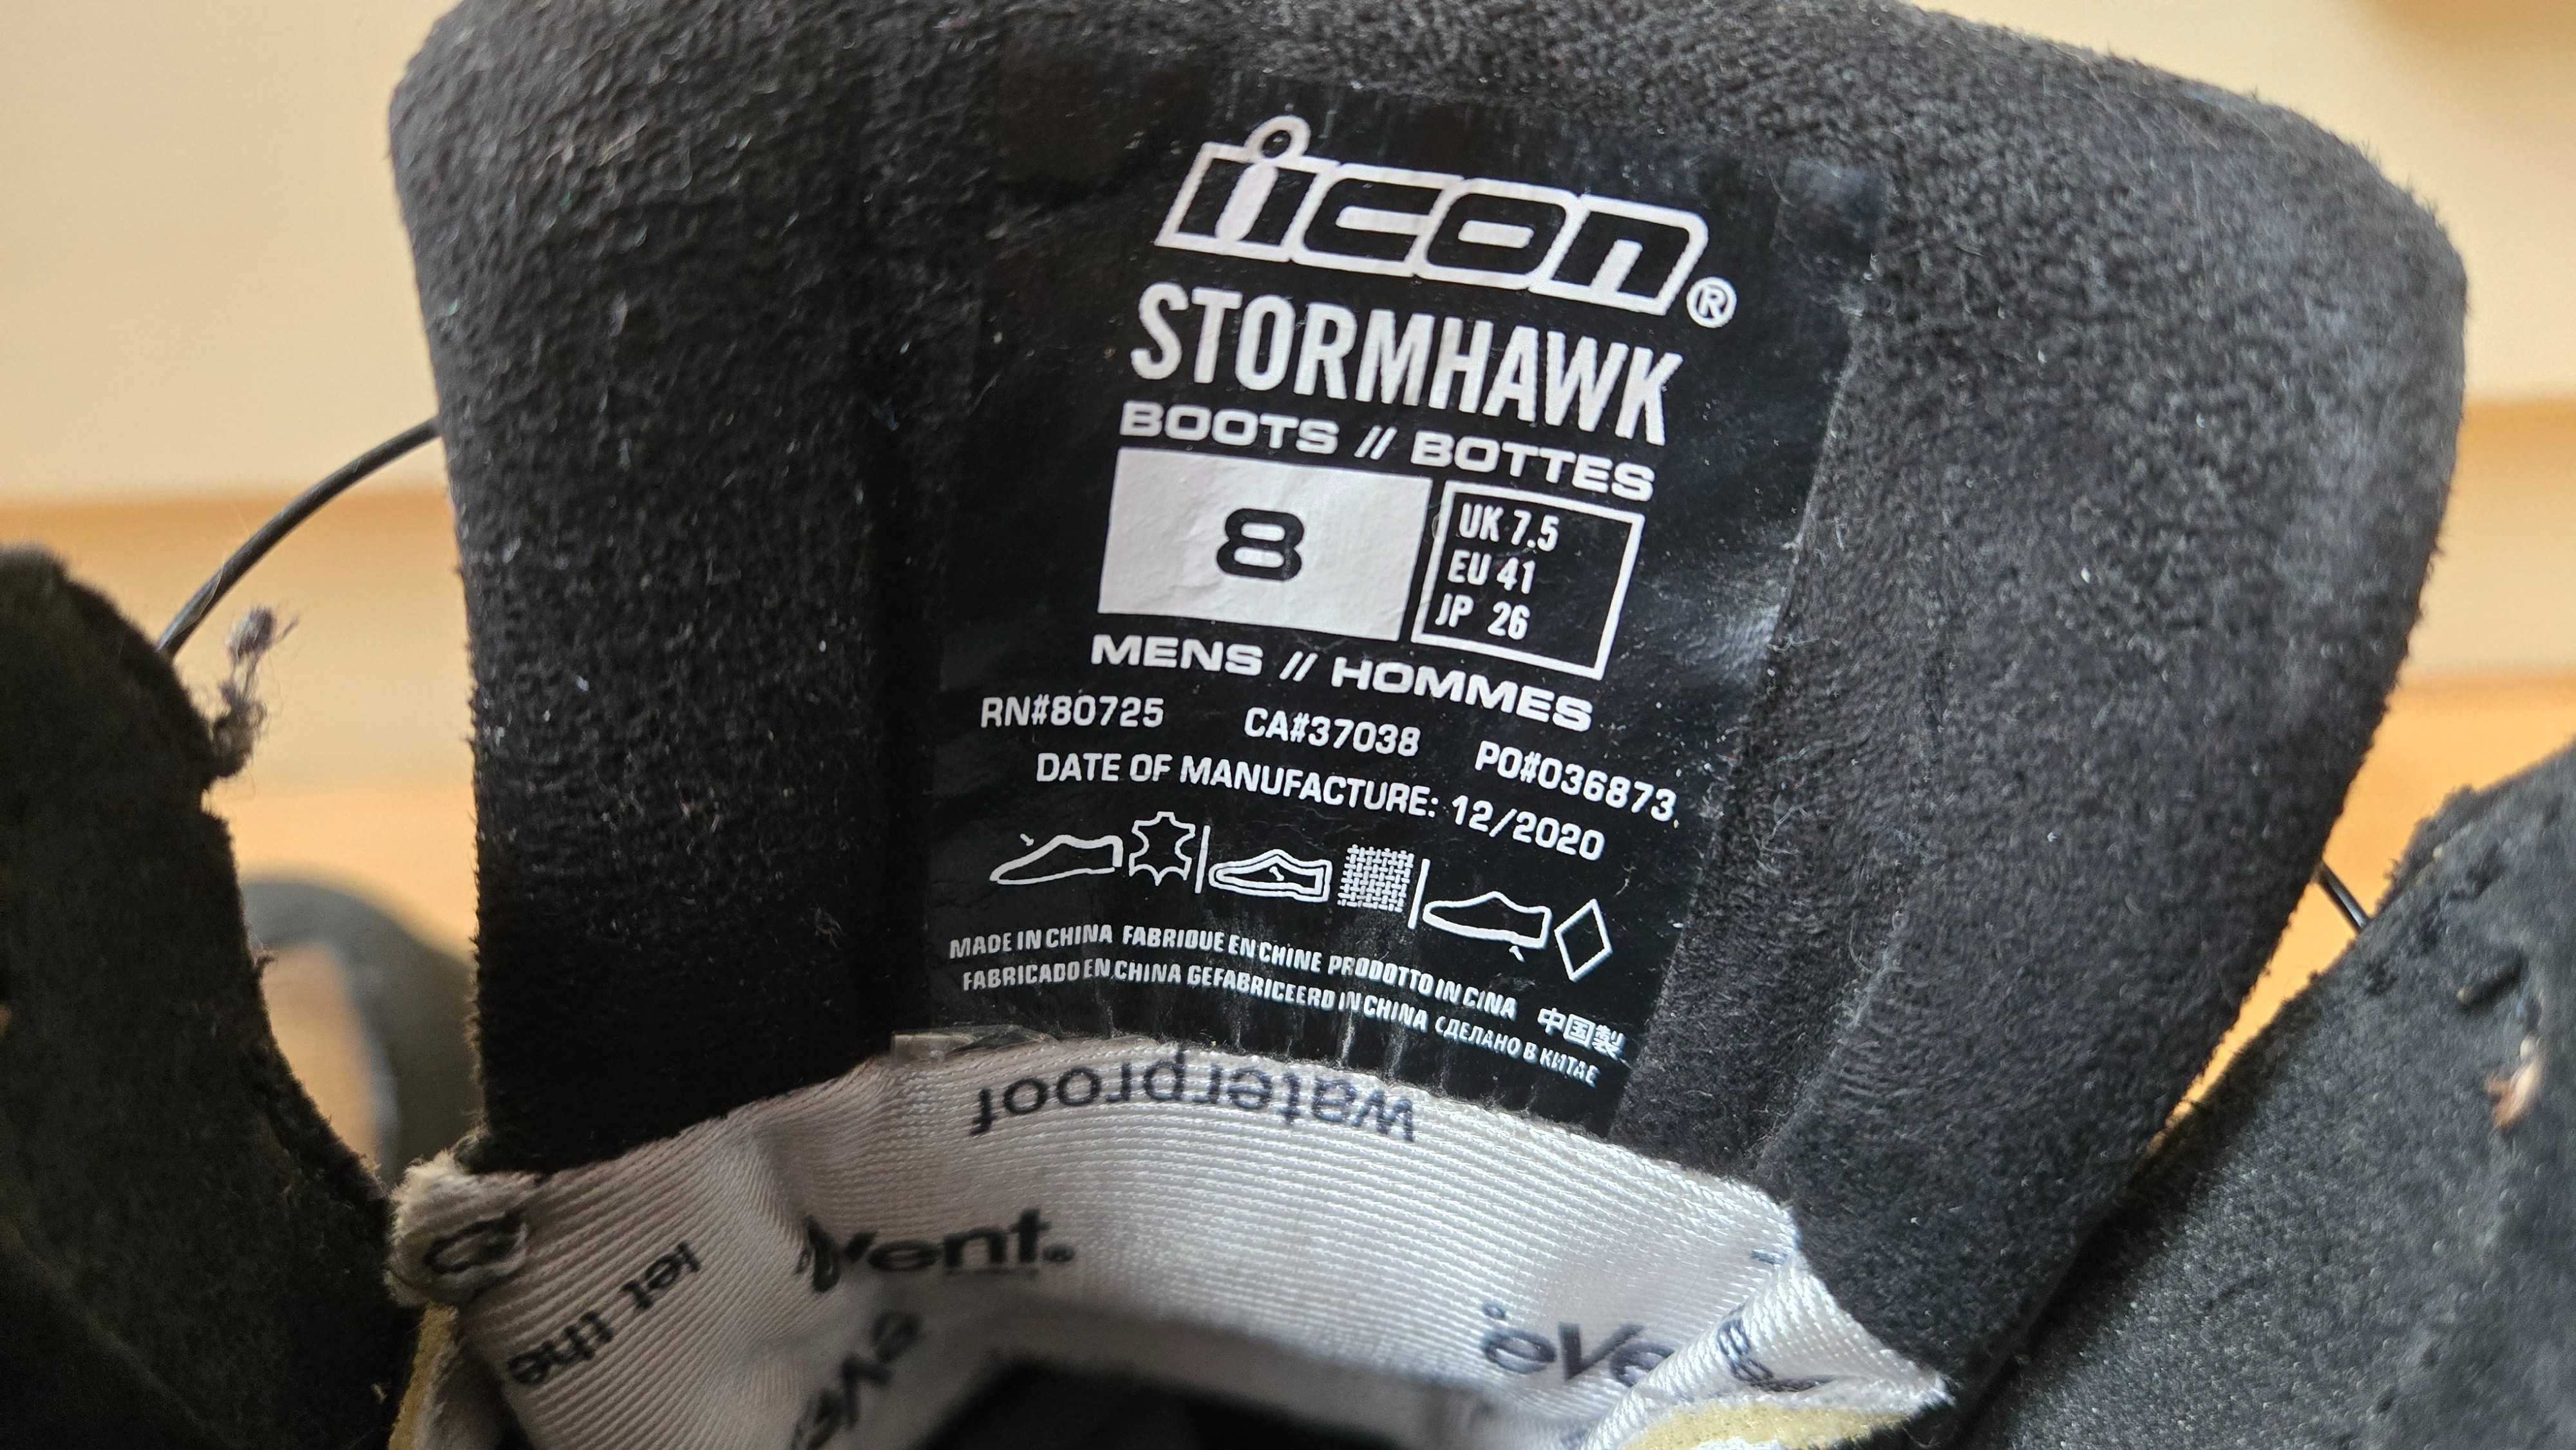 icon®
STORMHAWK
BOOTS // BOTTES
8
UK 7.5
EU 41
JP 26
MENS // HOMMES
RN#80725 CA#37038 PO#036873
DATE OF MANUFACTURE: 12/2020
MADE IN CHINA FABRIQUE EN CHINE PRODOTTO IN CINA 中国製
FABRICADO EN CHINA GEFABRICEERD IN CHINA СДЕЛАНО В КИТАЕ
waterproof
let the
eVent®